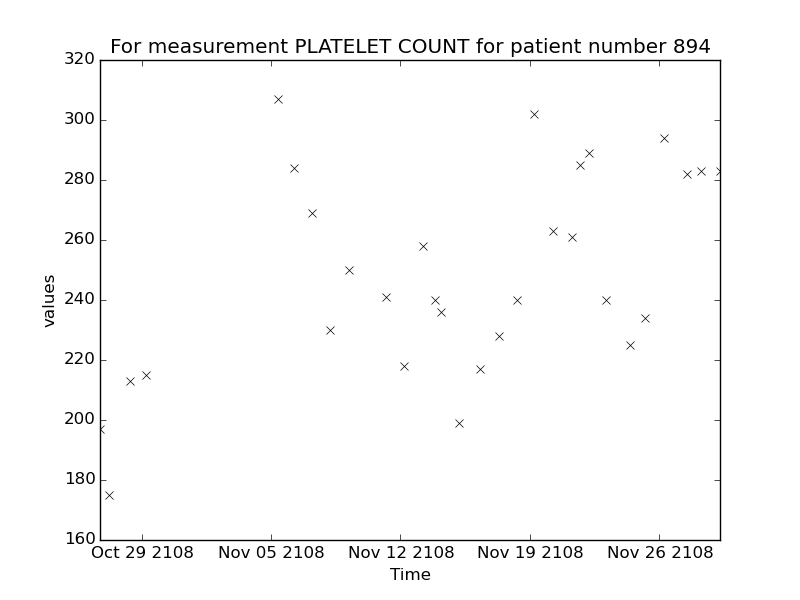 For measurement PLATELET COUNT for patient number 894
320
300
280
260
240
220
200
180
160
values
Oct 29 2108 Nov 05 2108 Nov 12 2108 Nov 19 2108 Nov 26 2108
Time